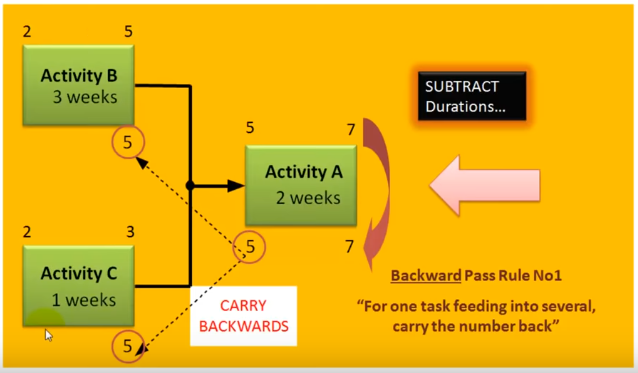 2 5
Activity B
3 weeks
5
SUBTRACT
Durations...
5 7
Activity A
2 weeks
5 7
2 3
Activity C
1 weeks
5
CARRY
BACKWARDS
Backward Pass Rule No1
“For one task feeding into several,
carry the number back”